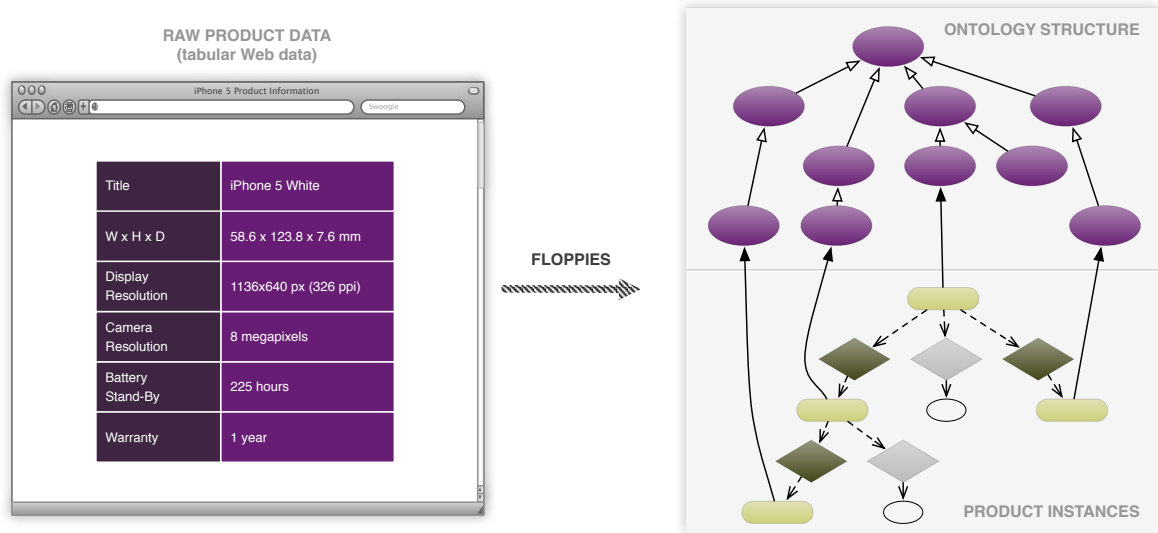 RAW PRODUCT DATA
(tabular Web data)
iPhone 5 Product Information
Swoogle
Title
iPhone 5 White
W x H x D
58.6 x 123.8 x 7.6 mm
Display
Resolution
1136x640 px (326 ppi)
Camera
Resolution
8 megapixels
Battery
Stand-By
225 hours
Warranty
1 year
FLOPPIES
ONTOLOGY STRUCTURE
PRODUCT INSTANCES